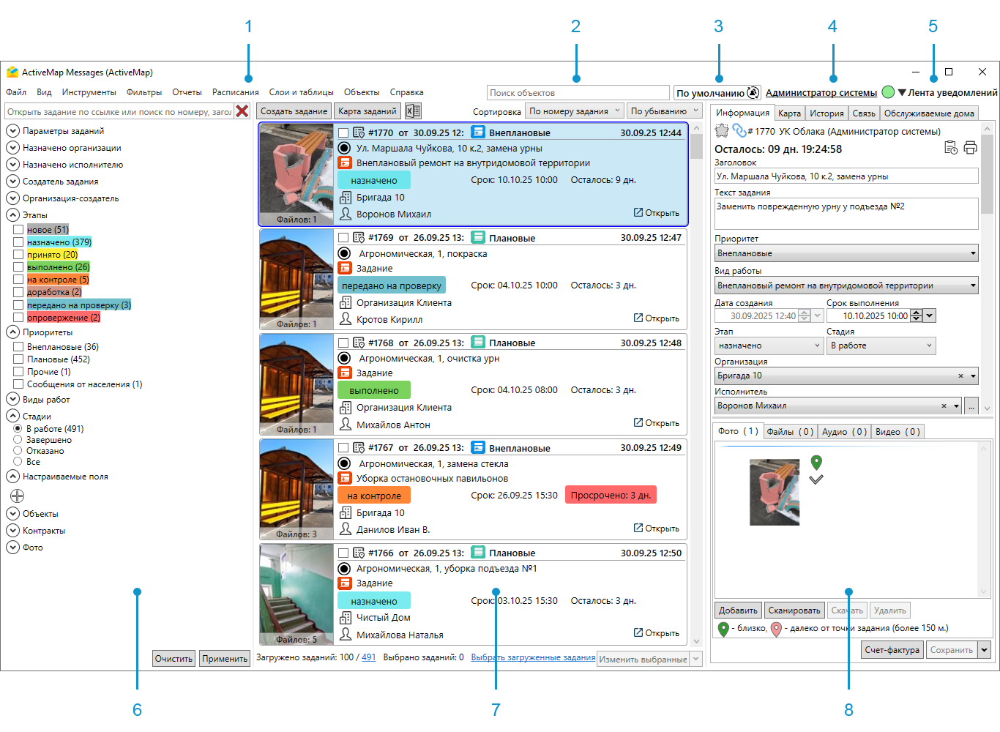 1 2 3 4 5
ActiveMap Messages (ActiveMap)
Файл Вид Инструменты Фильтры Отчеты Расписания Слои и таблицы Объекты Справка
Поиск объектов
По умолчанию
Администратор системы
Лента уведомлений
Открыть задание по ссылке или поиск по номеру, заго
Параметры заданий
Назначено организации
Назначено исполнителю
Создатель задания
Организация-создатель
Этапы
новое (51)
назначено (379)
принято (20)
выполнено (26)
на контроле (5)
доработка (2)
передано на проверку (3)
опровержение (2)
Приоритеты
Внеплановые (36)
Плановые (452)
Прочие (1)
Сообщения от населения (1)
Виды работ
Стадии
В работе (491)
Завершено
Отказано
Все
Настраиваемые поля
Объекты
Контракты
Фото
Очистить Применить
Создать задание Карта заданий
Сортировка По номеру задания По убыванию
#1770 от 30.09.25 12: Внеплановые 30.09.25 12:44
Ул. Маршала Чуйкова, 10 к.2, замена урны
Внеплановый ремонт на внутридомовой территории
назначено Срок: 10.10.25 10:00 Осталось: 9 дн.
Бригада 10
Воронов Михаил Открыть
Файлов: 1
#1769 от 26.09.25 13: Плановые 30.09.25 12:47
Агрономическая, 1, покраска
Задание
передано на проверку Срок: 04.10.25 10:00 Осталось: 3 дн.
Организация Клиента
Кротов Кирилл Открыть
Файлов: 1
#1768 от 26.09.25 13: Плановые 30.09.25 12:48
Агрономическая, 1, очистка урн
Задание
выполнено Срок: 04.10.25 08:00 Осталось: 3 дн.
Организация Клиента
Михайлов Антон Открыть
Файлов: 1
#1767 от 26.09.25 13: Внеплановые 30.09.25 12:49
Агрономическая, 1, замена стекла
Уборка остановочных павильонов
на контроле Срок: 26.09.25 15:30 Просрочено: 3 дн.
Бригада 10
Данилов Иван В. Открыть
Файлов: 3
#1766 от 26.09.25 13: Плановые 30.09.25 12:50
Агрономическая, 1, уборка подъезда №1
Задание
назначено Срок: 03.10.25 15:30 Осталось: 3 дн.
Чистый Дом
Михайлова Наталья Открыть
Файлов: 5
Загружено заданий: 100 / 491 Выбрано заданий: 0 Выбрать загруженные задания Изменить выбранные
Информация Карта История Связь Обслуживаемые дома
# 1770 УК Облака (Администратор системы)
Осталось: 09 дн. 19:24:58
Заголовок
Ул. Маршала Чуйкова, 10 к.2, замена урны
Текст задания
Заменить поврежденную урну у подъезда №2
Приоритет
Внеплановые
Вид работы
Внеплановый ремонт на внутридомовой территории
Дата создания Срок выполнения
30.09.2025 12:40 10.10.2025 10:00
Этап Стадия
назначено В работе
Организация
Бригада 10
Исполнитель
Воронов Михаил ...
Фото ( 1 ) Файлы ( 0 ) Аудио ( 0 ) Видео ( 0 )
Добавить Сканировать Скачать Удалить
- близко, - далеко от точки задания (более 150 м.)
Счет-фактура Сохранить
6 7 8